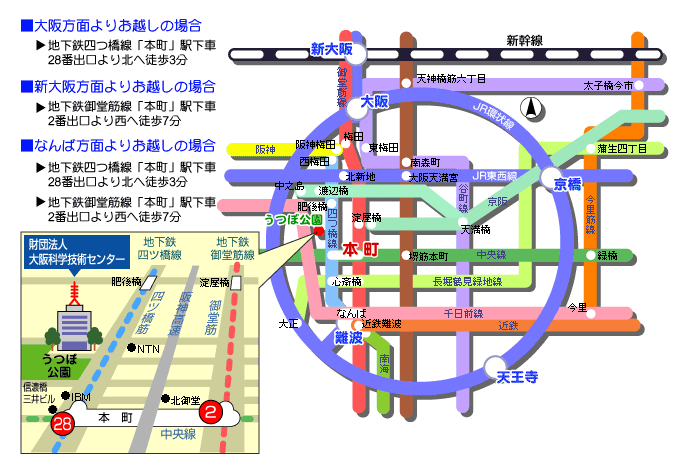 ■大阪方面よりお越しの場合
▶地下鉄四つ橋線「本町」駅下車
28番出口より北へ徒歩3分
■新大阪方面よりお越しの場合
▶地下鉄御堂筋線「本町」駅下車
2番出口より西へ徒歩7分
■なんば方面よりお越しの場合
▶地下鉄四つ橋線「本町」駅下車
28番出口より北へ徒歩3分
▶地下鉄御堂筋線「本町」駅下車
2番出口より西へ徒歩7分
新幹線
新大阪
御堂筋線
天神橋筋六丁目
太子橋今市
大阪
JR環状線
梅田
阪神
阪神梅田
東梅田
蒲生四丁目
西梅田
南森町
北新地
大阪天満宮
JR東西線
京橋
中之島
渡辺橋
谷町線
京阪
今里筋線
肥後橋
うつぼ公園
四つ橋線
淀屋橋
天満橋
本町
堺筋本町
中央線
緑橋
心斎橋
長堀鶴見緑地線
大正
なんば
千日前線
今里
近鉄難波
近鉄
難波
南海
天王寺
財団法人
大阪科学技術センター
地下鉄
四ツ橋線
地下鉄
御堂筋線
肥後橋
淀屋橋
四ツ橋筋
阪神高速
御堂筋
うつぼ
公園
NTN
信濃橋
三井ビル
IBM
北御堂
28
本町
2
中央線